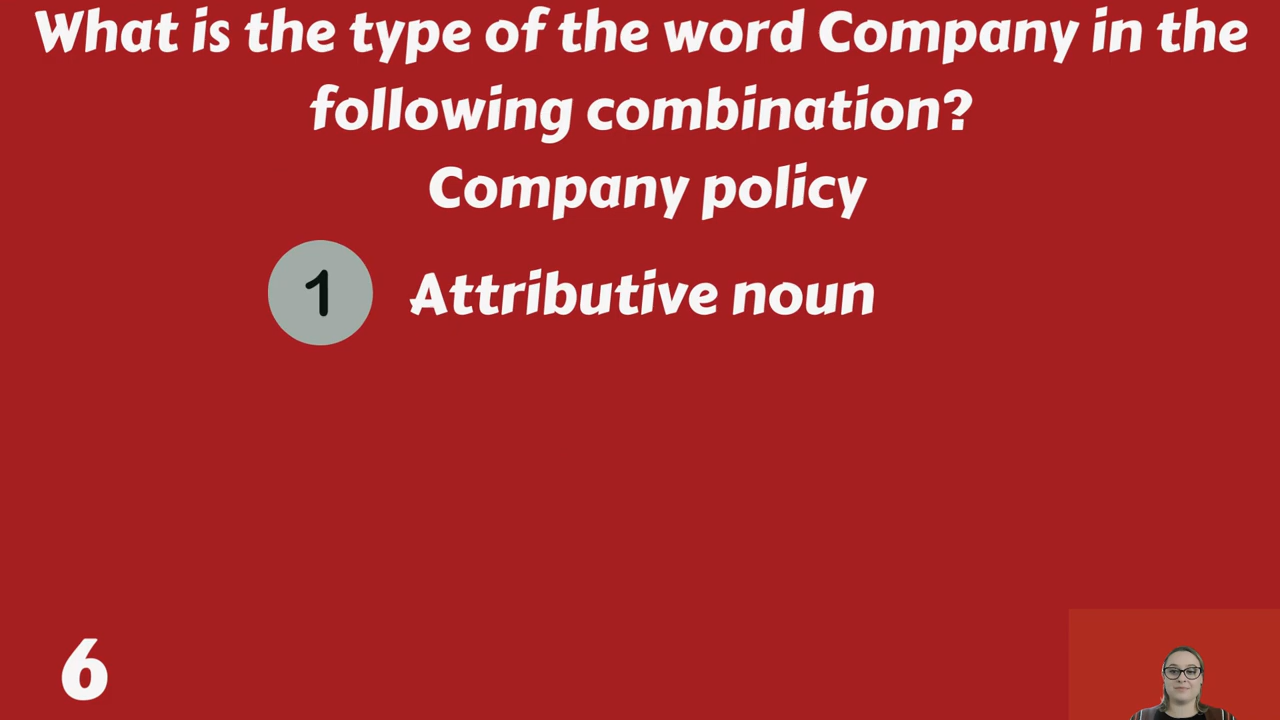 What is the type of the word Company in the
following combination?
Company policy
1 Attributive noun
6